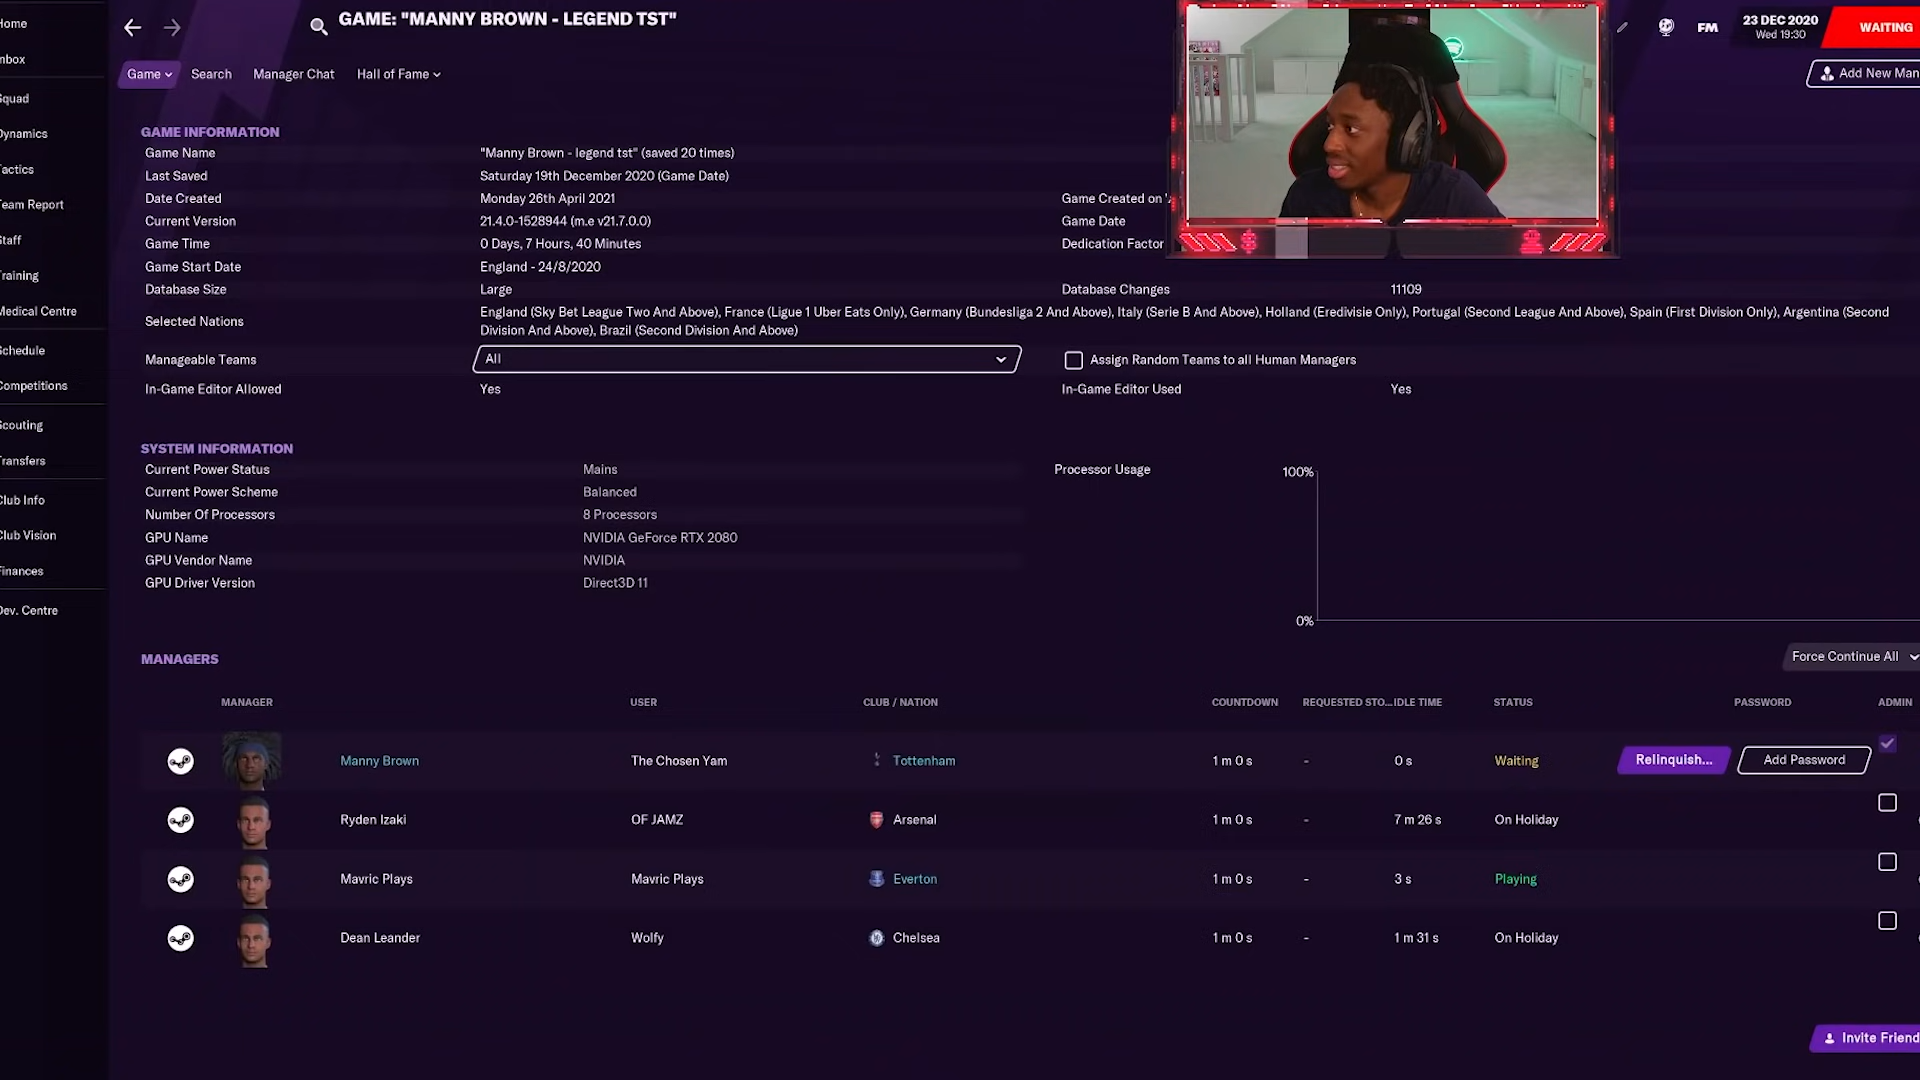 Home
nbox
Squad
Dynamics
Tactics
Team Report
Staff
Training
Medical Centre
Schedule
Competitions
Scouting
Transfers
Club Info
Club Vision
Finances
Dev. Centre
GAME: "MANNY BROWN - LEGEND TST"
FM
23 DEC 2020
Wed 19:30
WAITING
Game
Search
Manager Chat
Hall of Fame
Add New Man
GAME INFORMATION
Game Name "Manny Brown - legend tst" (saved 20 times)
Last Saved Saturday 19th December 2020 (Game Date)
Date Created Monday 26th April 2021 Game Created on
Current Version 21.4.0-1528944 (m.e v21.7.0.0) Game Date
Game Time 0 Days, 7 Hours, 40 Minutes Dedication Factor
Game Start Date England - 24/8/2020
Database Size Large Database Changes 11109
Selected Nations England (Sky Bet League Two And Above), France (Ligue 1 Uber Eats Only), Germany (Bundesliga 2 And Above), Italy (Serie B And Above), Holland (Eredivisie Only), Portugal (Second League And Above), Spain (First Division Only), Argentina (Second
Division And Above), Brazil (Second Division And Above)
Manageable Teams All Assign Random Teams to all Human Managers
In-Game Editor Allowed Yes In-Game Editor Used Yes
SYSTEM INFORMATION
Current Power Status Mains Processor Usage 100%
Current Power Scheme Balanced
Number Of Processors 8 Processors
GPU Name NVIDIA GeForce RTX 2080
GPU Vendor Name NVIDIA
GPU Driver Version Direct3D 11
0%
MANAGERS
Force Continue All
MANAGER USER CLUB / NATION COUNTDOWN REQUESTED STO... IDLE TIME STATUS PASSWORD ADMIN
Manny Brown The Chosen Yam Tottenham 1 m 0 s - 0 s Waiting Relinquish... Add Password
Ryden Izaki OF JAMZ Arsenal 1 m 0 s - 7 m 26 s On Holiday
Mavric Plays Mavric Plays Everton 1 m 0 s - 3 s Playing
Dean Leander Wolfy Chelsea 1 m 0 s - 1 m 31 s On Holiday
Invite Friend